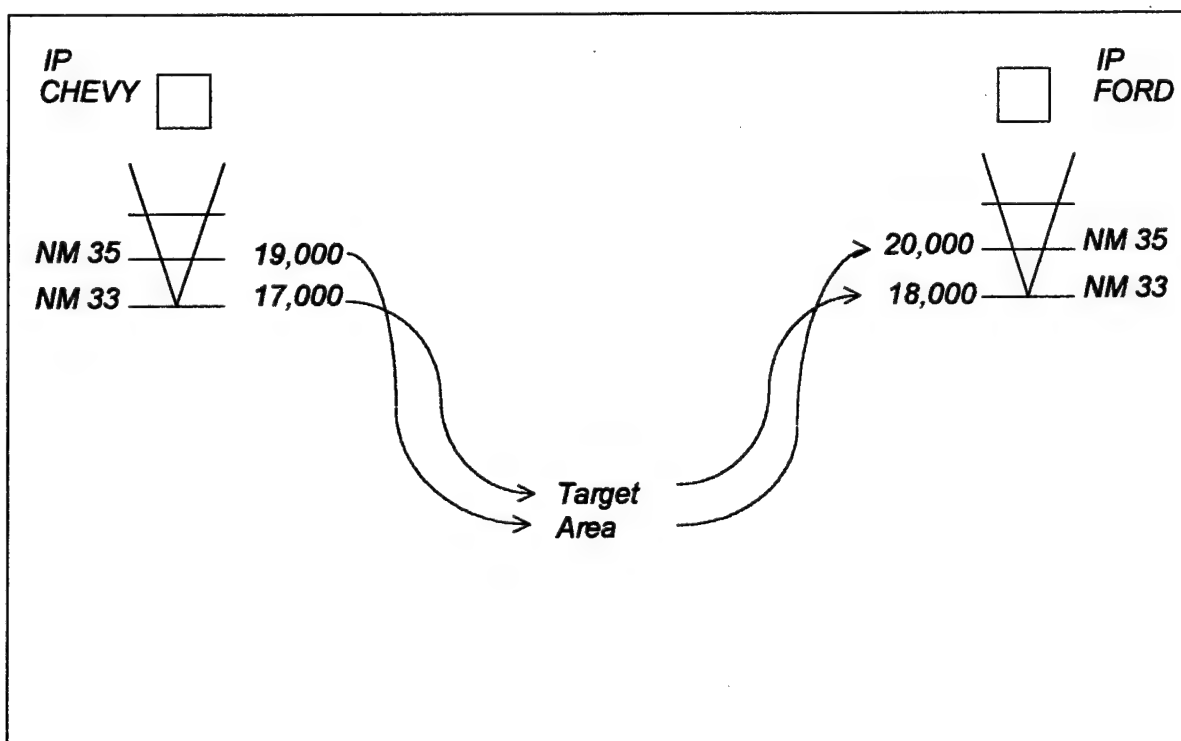 IP
CHEVY
IP
FORD
NM 35
19,000
20,000
NM 35
NM 33
17,000
18,000
NM 33
Target
Area